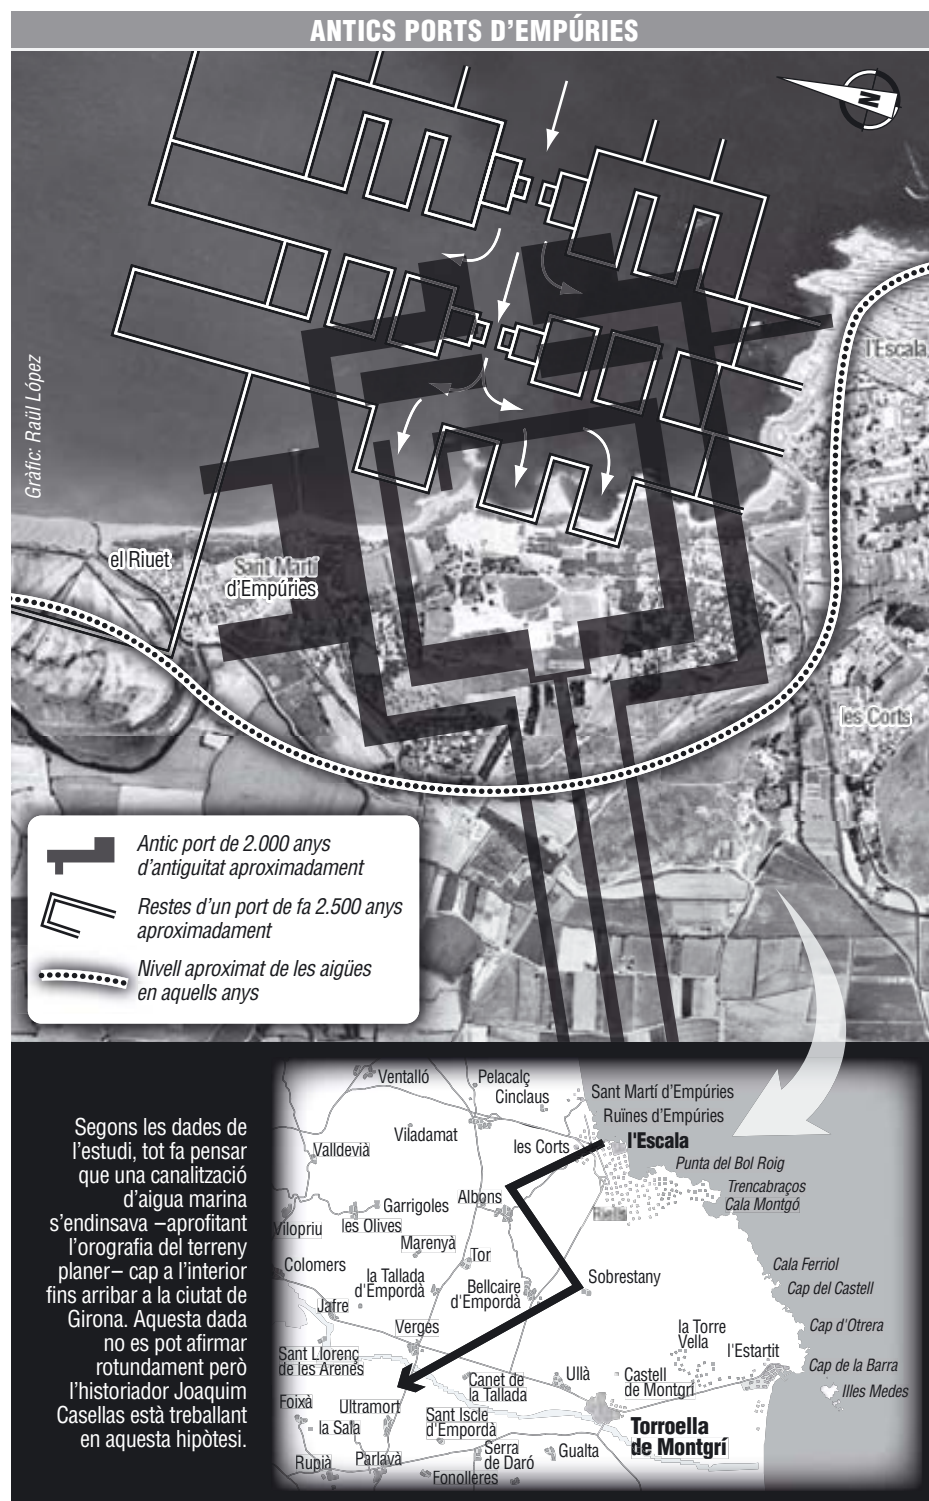 ANTICS PORTS D'EMPÚRIES
N
l'Escala
Gràfic: Raül López
el Riuet
Sant Martí
d'Empúries
les Corts
Antic port de 2.000 anys
d'antiguitat aproximadament
Restes d'un port de fa 2.500 anys
aproximadament
Nivell aproximat de les aigües
en aquells anys
Segons les dades de
l'estudi, tot fa pensar
que una canalització
d'aigua marina
s'endinsava –aprofitant
l'orografia del terreny
planer– cap a l'interior
fins arribar a la ciutat de
Girona. Aquesta dada
no es pot afirmar
rotundament però
l'historiador Joaquim
Casellas està treballant
en aquesta hipòtesi.
Ventalló
Pelacalç
Cinclaus
Sant Martí d'Empúries
Ruïnes d'Empúries
Viladamat
les Corts
l'Escala
Valldevià
Punta del Bol Roig
Trencabraços
Cala Montgó
Albons
Garrigoles
les Olives
Riells
Vilopriu
Marenyà
Tor
Colomers
la Tallada
d'Empordà
Bellcaire
d'Empordà
Sobrestany
Cala Ferriol
Cap del Castell
Jafre
Verges
la Torre
Vella
Cap d'Otrera
l'Estartit
Sant Llorenç
de les Arenes
Cap de la Barra
Canet de
la Tallada
Ullà
Castell
de Montgrí
Illes Medes
Foixà
Ultramort
la Sala
Sant Iscle
d'Empordà
Torroella
de Montgrí
Rupià
Parlavà
Serra
de Daró
Gualta
Fonolleres